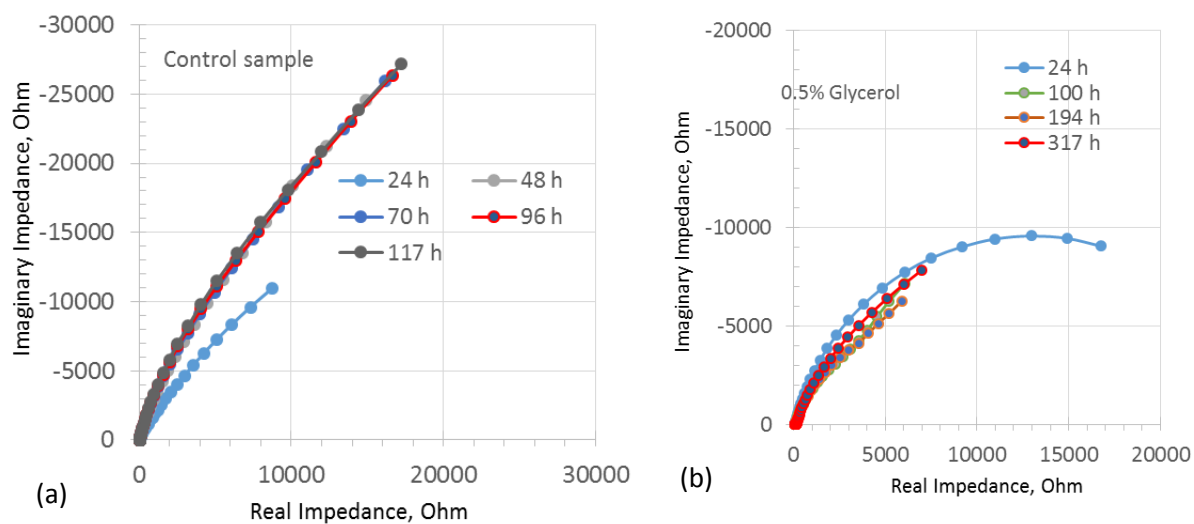 -30000
-25000
-20000
-15000
-10000
-5000
0
Imaginary Impedance, Ohm
Control sample
24 h
48 h
70 h
96 h
117 h
0 10000 20000 30000
Real Impedance, Ohm
(a)
-20000
-15000
-10000
-5000
0
Imaginary Impedance, Ohm
0.5% Glycerol
24 h
100 h
194 h
317 h
0 5000 10000 15000 20000
Real Impedance, Ohm
(b)